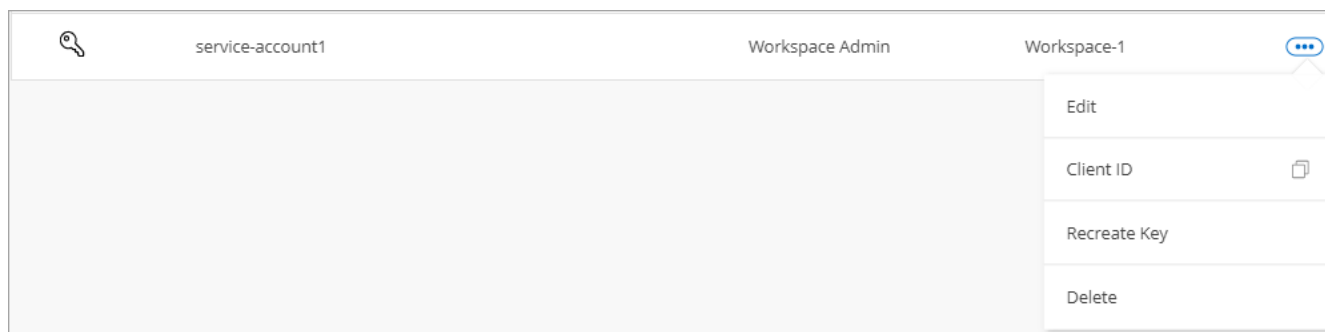 service-account1 Workspace Admin Workspace-1
Edit
Client ID
Recreate Key
Delete